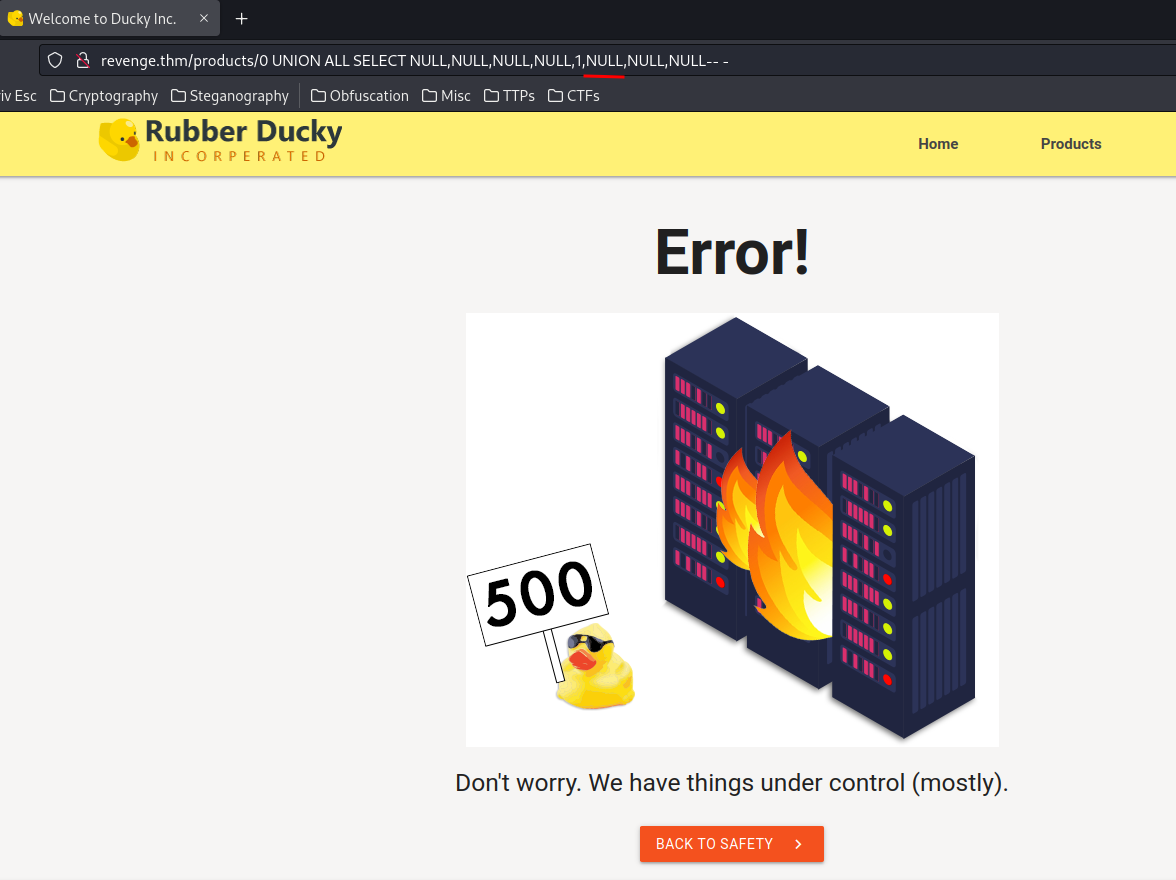 Welcome to Ducky Inc.
revenge.thm/products/0 UNION ALL SELECT NULL,NULL,NULL,NULL,1,NULL,NULL,NULL-- -
iv Esc Cryptography Steganography Obfuscation Misc TTPs CTFs
Rubber Ducky
INCORPERATED
Home Products
Error!
500
Don't worry. We have things under control (mostly).
BACK TO SAFETY